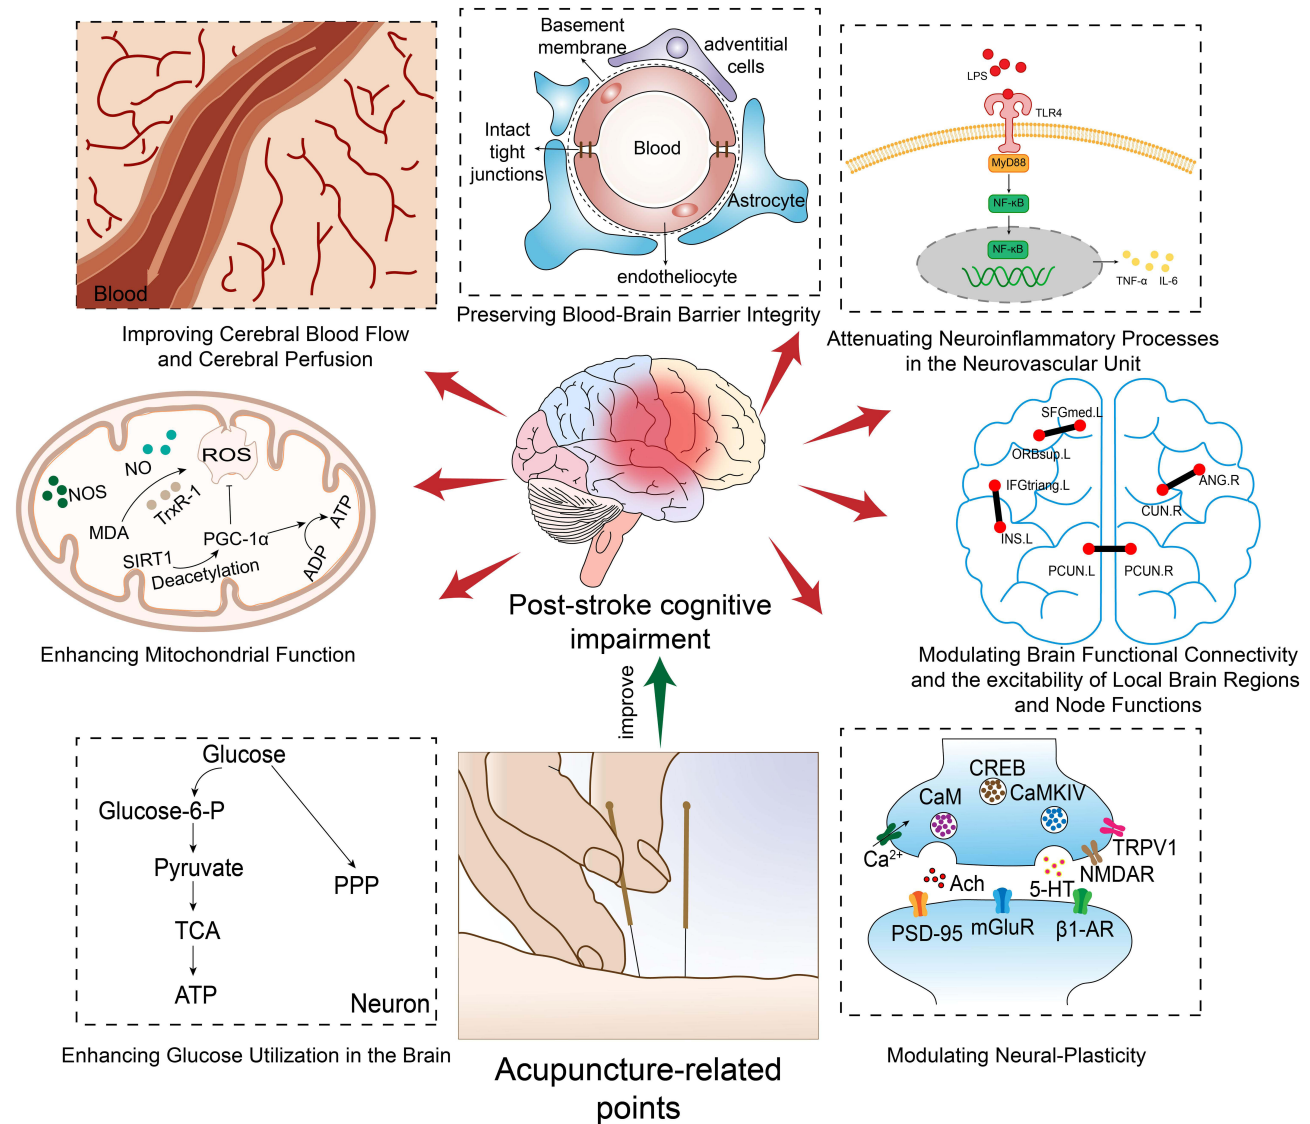 Blood
Improving Cerebral Blood Flow
and Cerebral Perfusion
Basement
membrane
adventitial
cells
Intact
tight
junctions
Blood
Astrocyte
endotheliocyte
Preserving Blood-Brain Barrier Integrity
LPS
TLR4
MyD88
NF-κB
NF-κB
TNF-α IL-6
Attenuating Neuroinflammatory Processes
in the Neurovascular Unit
NO
ROS
NOS
TrxR-1
MDA
PGC-1α
ATP
SIRT1
Deacetylation
ADP
Enhancing Mitochondrial Function
Post-stroke cognitive
impairment
SFGmed.L
ORBsup.L
IFGtriang.L
INS.L
ANG.R
CUN.R
PCUN.L
PCUN.R
Modulating Brain Functional Connectivity
and the excitability of Local Brain Regions
and Node Functions
improve
Glucose
Glucose-6-P
Pyruvate
PPP
TCA
ATP
Neuron
Enhancing Glucose Utilization in the Brain
Acupuncture-related
points
CREB
CaM
CaMKIV
Ca2+
TRPV1
NMDAR
Ach
5-HT
PSD-95
mGluR
β1-AR
Modulating Neural-Plasticity